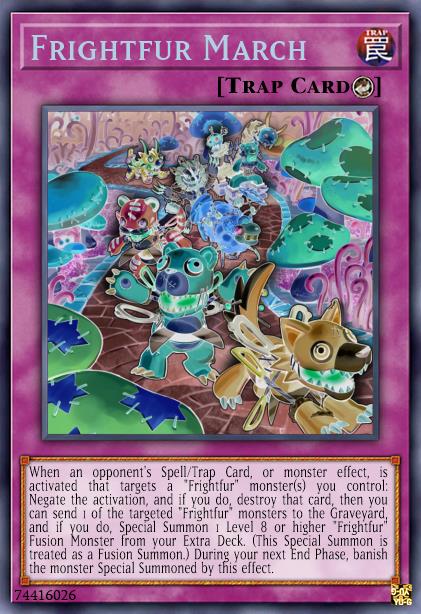 Frightfur March
TRAP
罠
[Trap Card]
When an opponent's Spell/Trap Card, or monster effect, is
activated that targets a "Frightfur" monster(s) you control:
Negate the activation, and if you do, destroy that card, then you
can send 1 of the targeted "Frightfur" monsters to the Graveyard,
and if you do, Special Summon 1 Level 8 or higher "Frightfur"
Fusion Monster from your Extra Deck. (This Special Summon is
treated as a Fusion Summon.) During your next End Phase, banish
the monster Special Summoned by this effect.
74416026